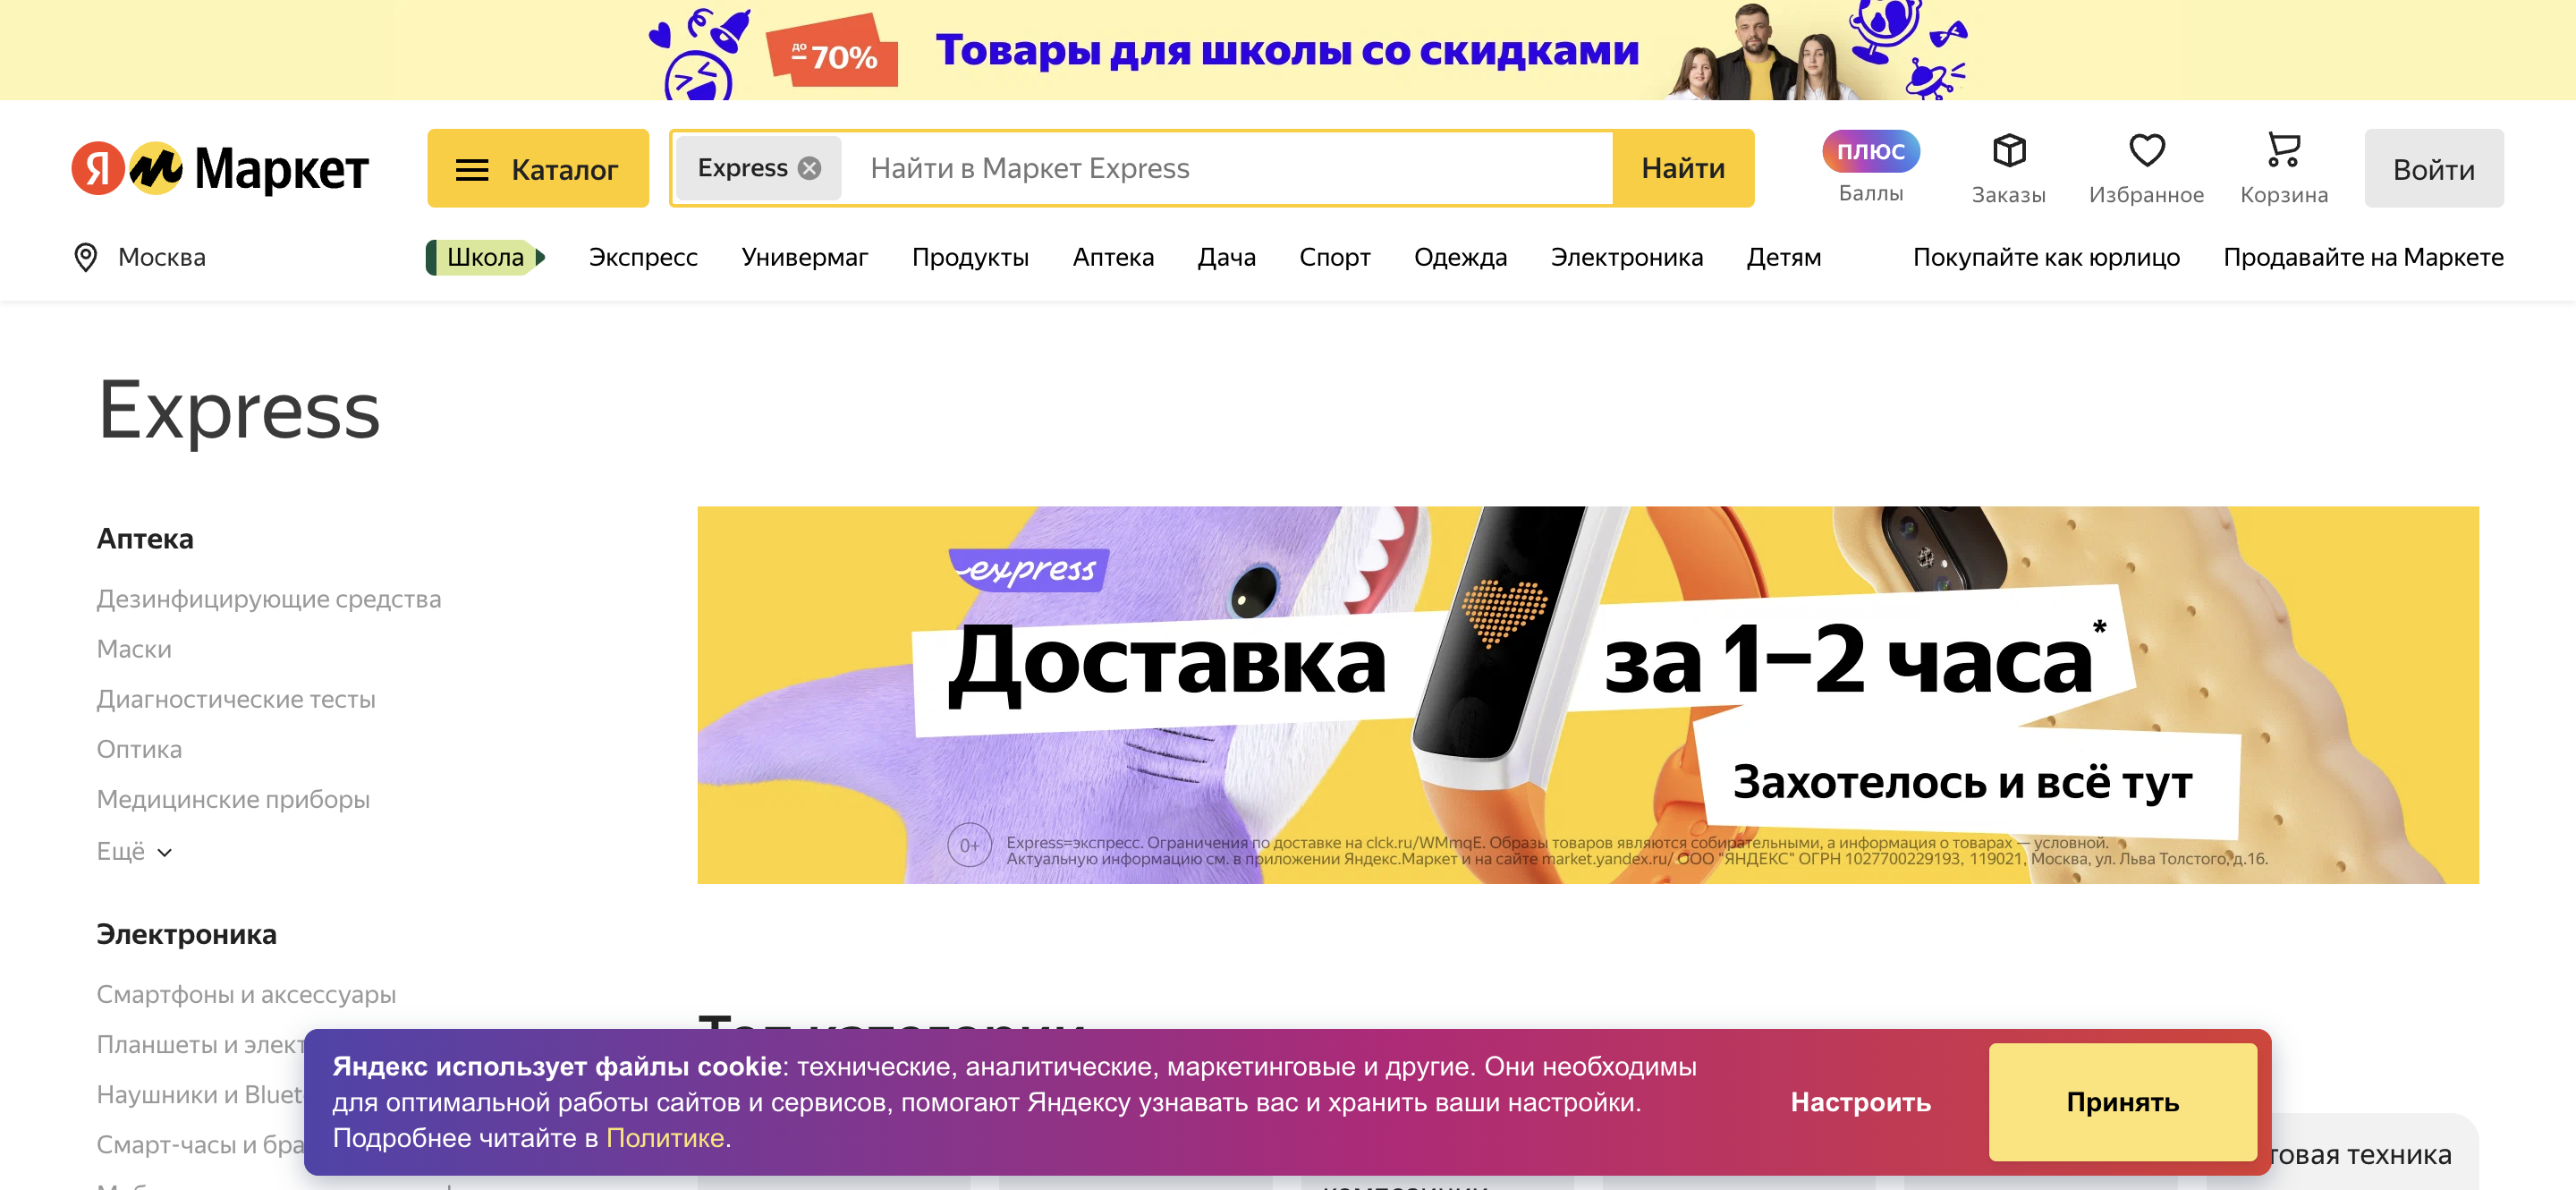 до
–70%
Товары для школы со скидками
Я Маркет
Каталог
Express
Найти в Маркет Express
Найти
ПЛЮС
Баллы
Заказы
Избранное
Корзина
Войти
Москва
Школа
Экспресс
Универмаг
Продукты
Аптека
Дача
Спорт
Одежда
Электроника
Детям
Покупайте как юрлицо
Продавайте на Маркете
Express
Аптека
Дезинфицирующие средства
Маски
Диагностические тесты
Оптика
Медицинские приборы
Ещё
Электроника
Смартфоны и аксессуары
Планшеты и элект
Наушники и Bluet
Смарт-часы и бра
express
Доставка за 1–2 часа*
Захотелось и всё тут
0+
Express=экспресс. Ограничения по доставке на clck.ru/WMmqE. Образы товаров являются собирательными, а информация о товарах — условной.
Актуальную информацию см. в приложении Яндекс.Маркет и на сайте market.yandex.ru/ ООО "ЯНДЕКС" ОГРН 1027700229193, 119021, Москва, ул. Льва Толстого, д.16.
Топ категории
Яндекс использует файлы cookie: технические, аналитические, маркетинговые и другие. Они необходимы
для оптимальной работы сайтов и сервисов, помогают Яндексу узнавать вас и хранить ваши настройки.
Подробнее читайте в Политике.
Настроить
Принять
товая техника